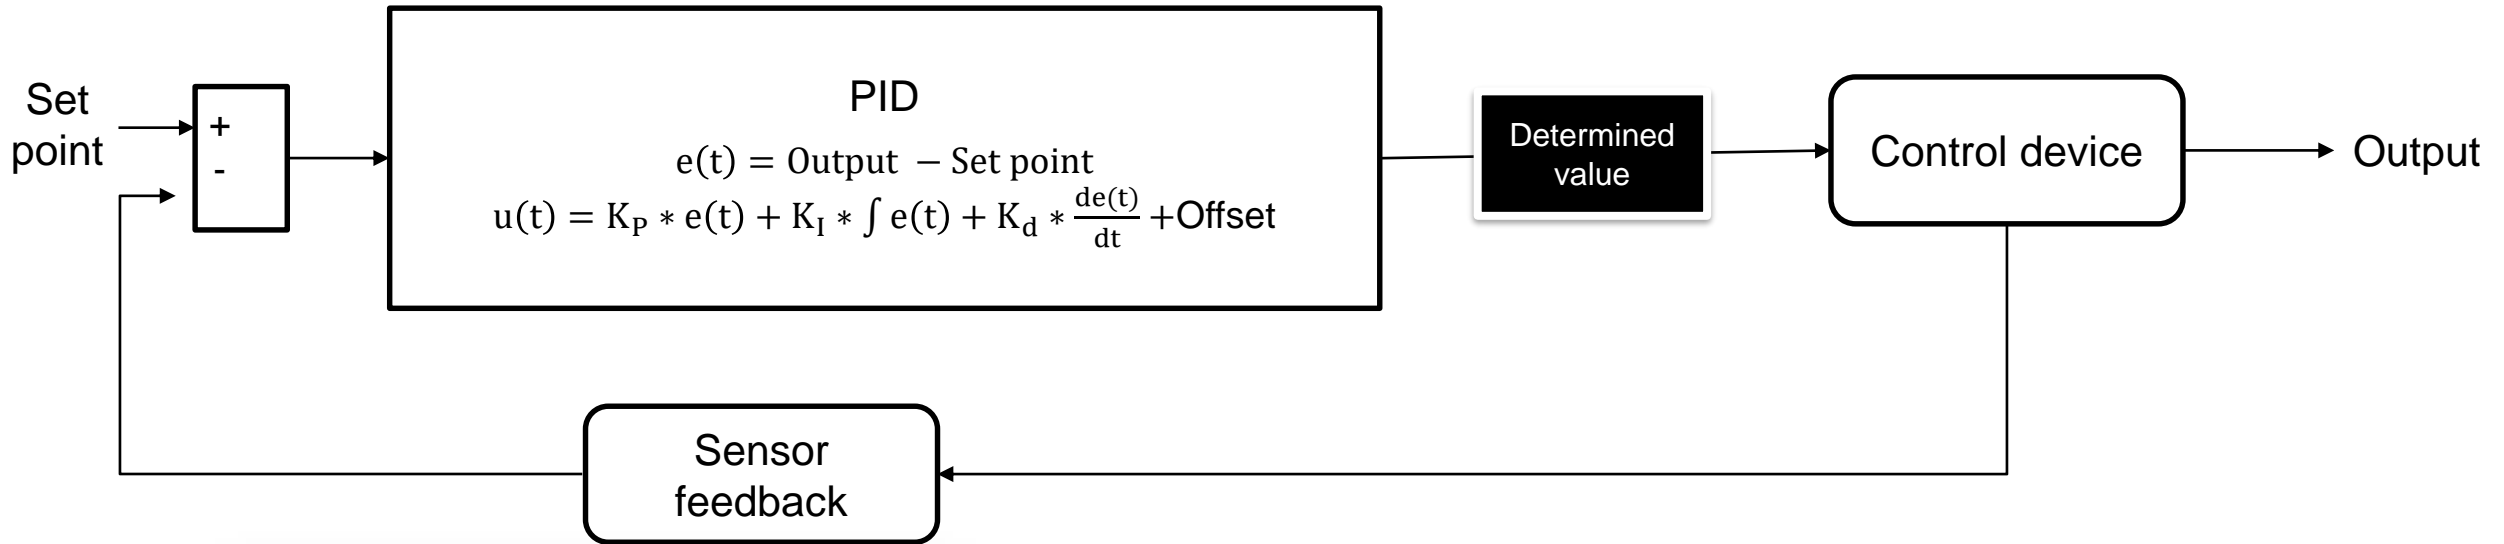 Set
point
+
-
PID
e(t) = Output − Set point
u(t) = K_P * e(t) + K_I * ∫ e(t) + K_d * de(t)/dt +Offset
Determined
value
Control device
Output
Sensor
feedback